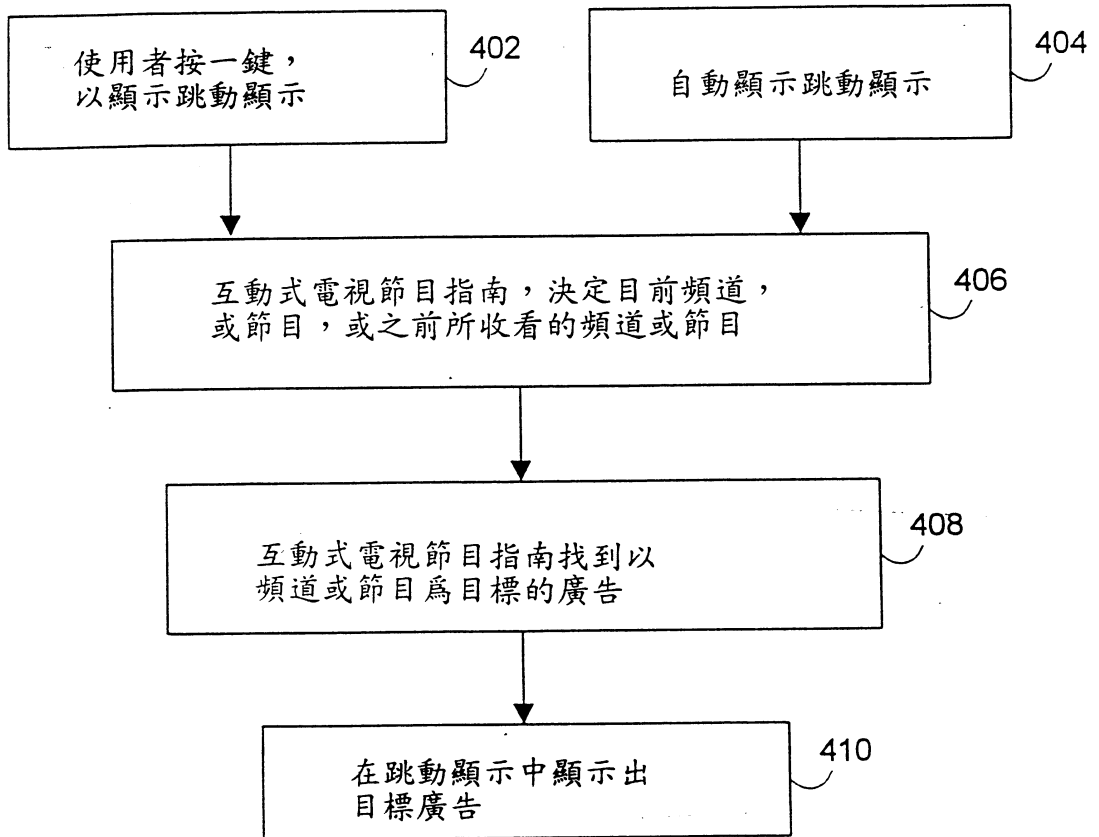 使用者按一鍵，
以顯示跳動顯示
402
自動顯示跳動顯示
404
互動式電視節目指南，決定目前頻道，
或節目，或之前所收看的頻道或節目
406
互動式電視節目指南找到以
頻道或節目爲目標的廣告
408
在跳動顯示中顯示出
目標廣告
410